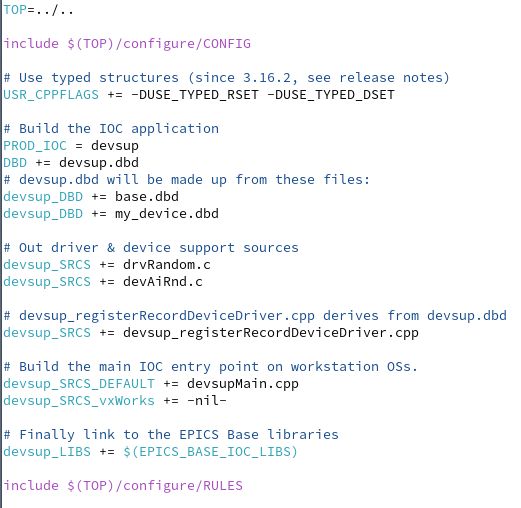 TOP=../..
include $(TOP)/configure/CONFIG
# Use typed structures (since 3.16.2, see release notes)
USR_CPPFLAGS += -DUSE_TYPED_RSET -DUSE_TYPED_DSET
# Build the IOC application
PROD_IOC = devsup
DBD += devsup.dbd
# devsup.dbd will be made up from these files:
devsup_DBD += base.dbd
devsup_DBD += my_device.dbd
# Out driver & device support sources
devsup_SRCS += drvRandom.c
devsup_SRCS += devAiRnd.c
# devsup_registerRecordDeviceDriver.cpp derives from devsup.dbd
devsup_SRCS += devsup_registerRecordDeviceDriver.cpp
# Build the main IOC entry point on workstation OSs.
devsup_SRCS_DEFAULT += devsupMain.cpp
devsup_SRCS_vxWorks += -nil-
# Finally link to the EPICS Base libraries
devsup_LIBS += $(EPICS_BASE_IOC_LIBS)
include $(TOP)/configure/RULES